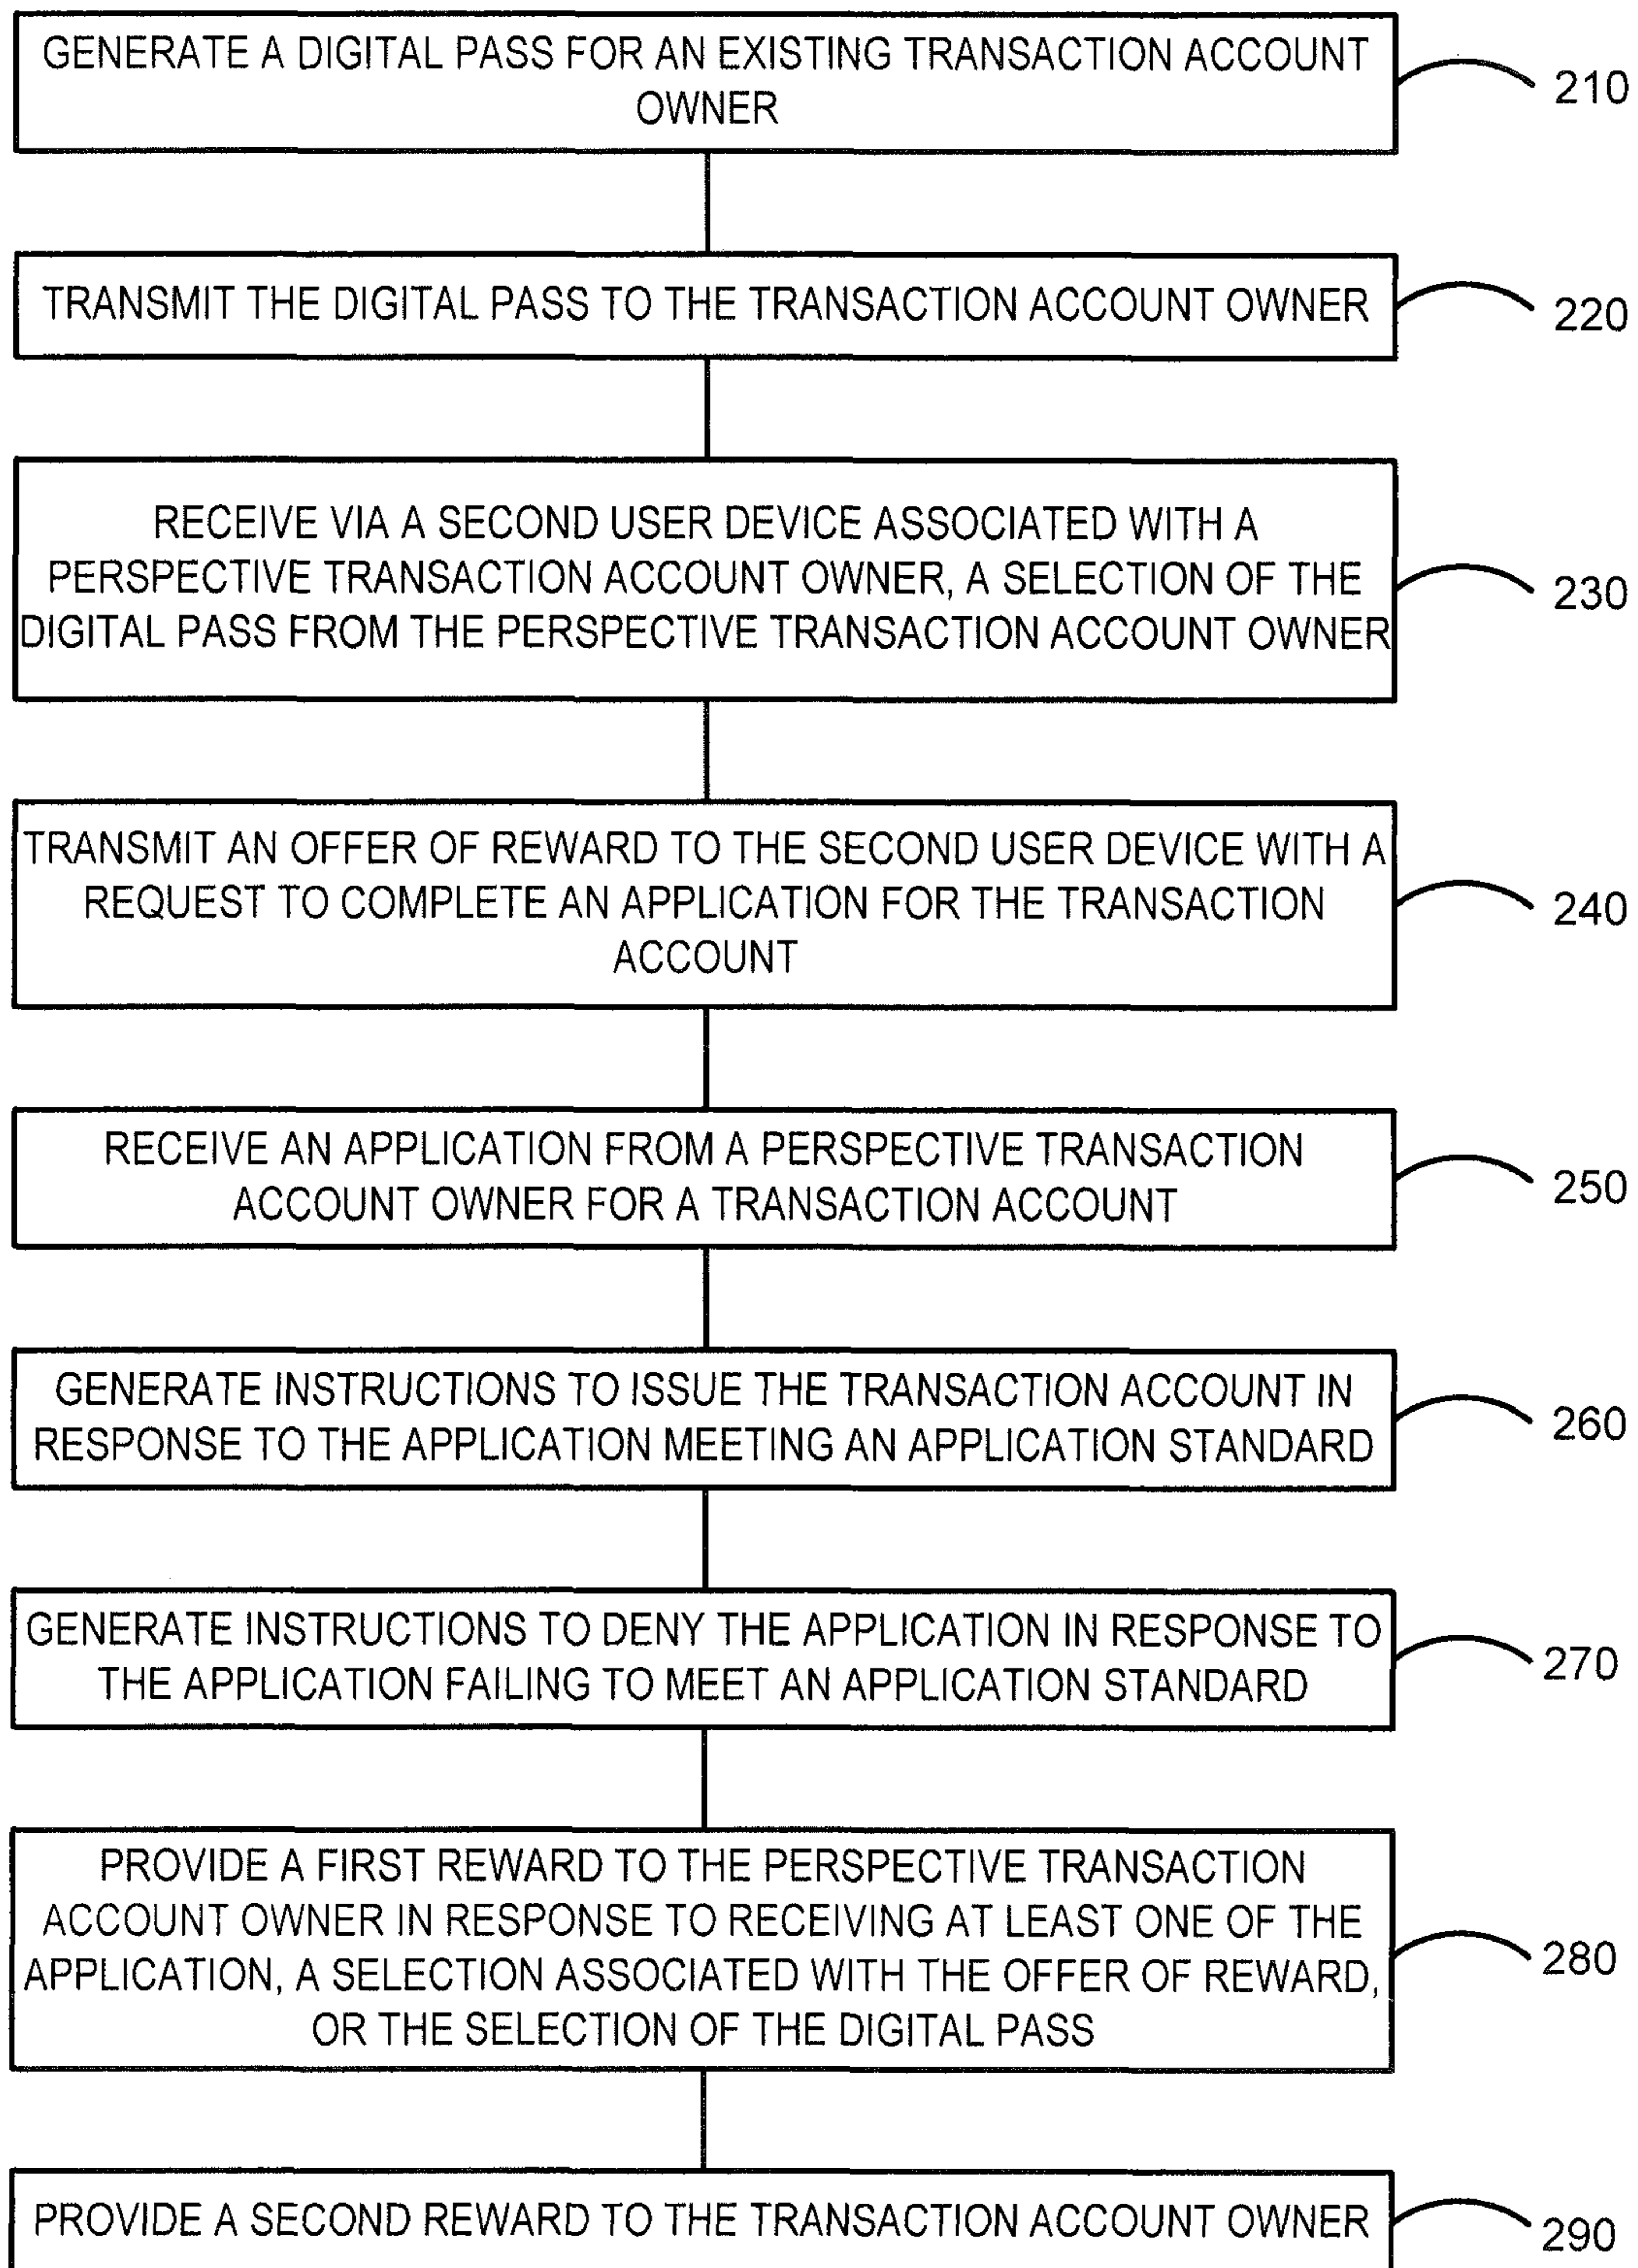 GENERATE A DIGITAL PASS FOR AN EXISTING TRANSACTION ACCOUNT
OWNER
210
TRANSMIT THE DIGITAL PASS TO THE TRANSACTION ACCOUNT OWNER
220
RECEIVE VIA A SECOND USER DEVICE ASSOCIATED WITH A
PERSPECTIVE TRANSACTION ACCOUNT OWNER, A SELECTION OF THE
DIGITAL PASS FROM THE PERSPECTIVE TRANSACTION ACCOUNT OWNER
230
TRANSMIT AN OFFER OF REWARD TO THE SECOND USER DEVICE WITH A
REQUEST TO COMPLETE AN APPLICATION FOR THE TRANSACTION
ACCOUNT
240
RECEIVE AN APPLICATION FROM A PERSPECTIVE TRANSACTION
ACCOUNT OWNER FOR A TRANSACTION ACCOUNT
250
GENERATE INSTRUCTIONS TO ISSUE THE TRANSACTION ACCOUNT IN
RESPONSE TO THE APPLICATION MEETING AN APPLICATION STANDARD
260
GENERATE INSTRUCTIONS TO DENY THE APPLICATION IN RESPONSE TO
THE APPLICATION FAILING TO MEET AN APPLICATION STANDARD
270
PROVIDE A FIRST REWARD TO THE PERSPECTIVE TRANSACTION
ACCOUNT OWNER IN RESPONSE TO RECEIVING AT LEAST ONE OF THE
APPLICATION, A SELECTION ASSOCIATED WITH THE OFFER OF REWARD,
OR THE SELECTION OF THE DIGITAL PASS
280
PROVIDE A SECOND REWARD TO THE TRANSACTION ACCOUNT OWNER
290